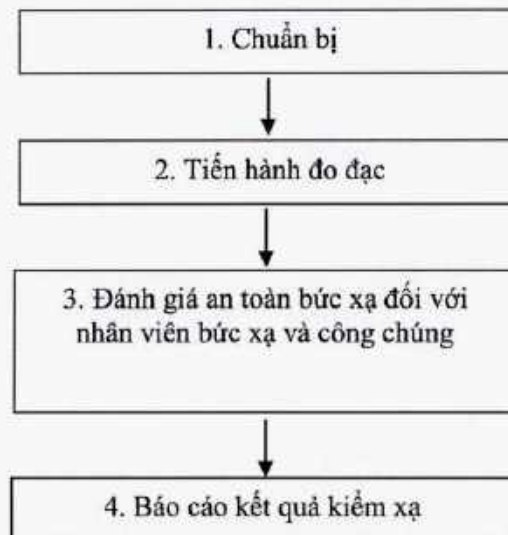 1. Chuẩn bị
2. Tiến hành đo đạc
3. Đánh giá an toàn bức xạ đối với
nhân viên bức xạ và công chúng
4. Báo cáo kết quả kiểm xạ